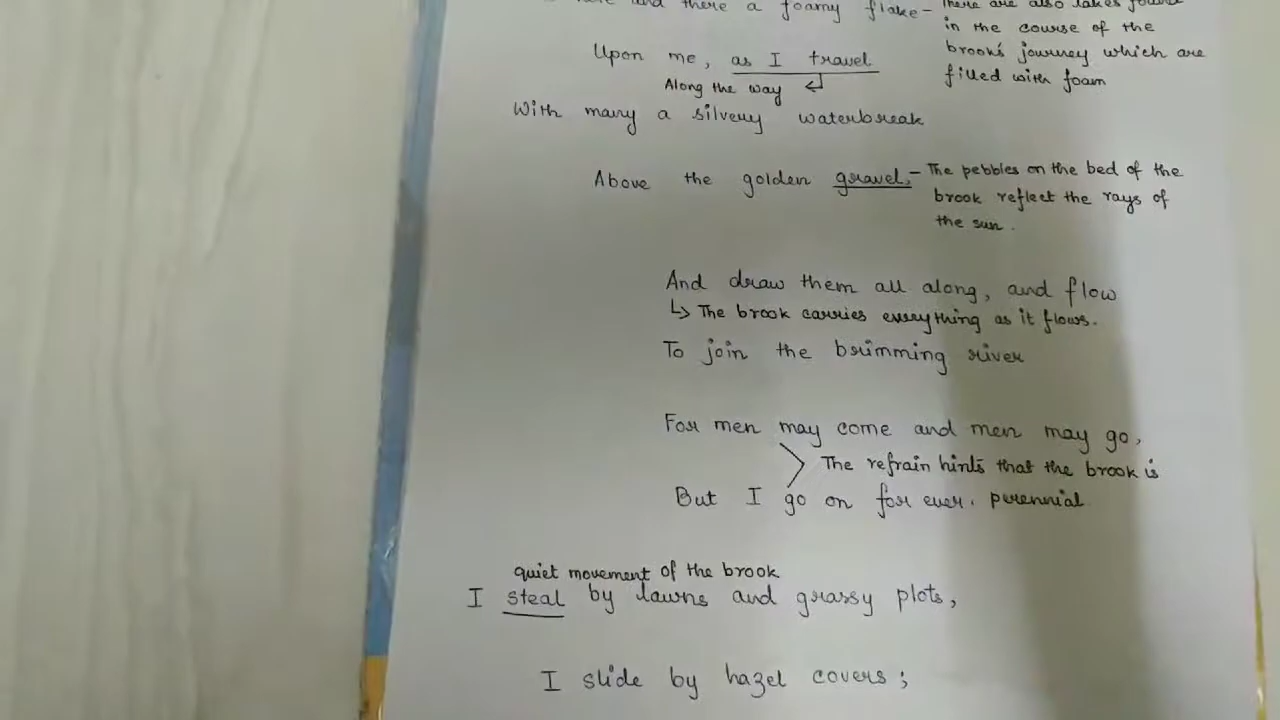 and there a foamy flake- There are also lakes found
in the course of the
brook's journey which are
filled with foam
Upon me, as I travel
Along the way
With many a silvery waterbreak
Above the golden gravel,- The pebbles on the bed of the
brook reflect the rays of
the sun.
And draw them all along, and flow
↳ The brook carries everything as it flows.
To join the brimming river
For men may come and men may go,
The refrain hints that the brook is
But I go on for ever. perennial
quiet movement of the brook
I steal by lawns and grassy plots,
I slide by hazel covers;